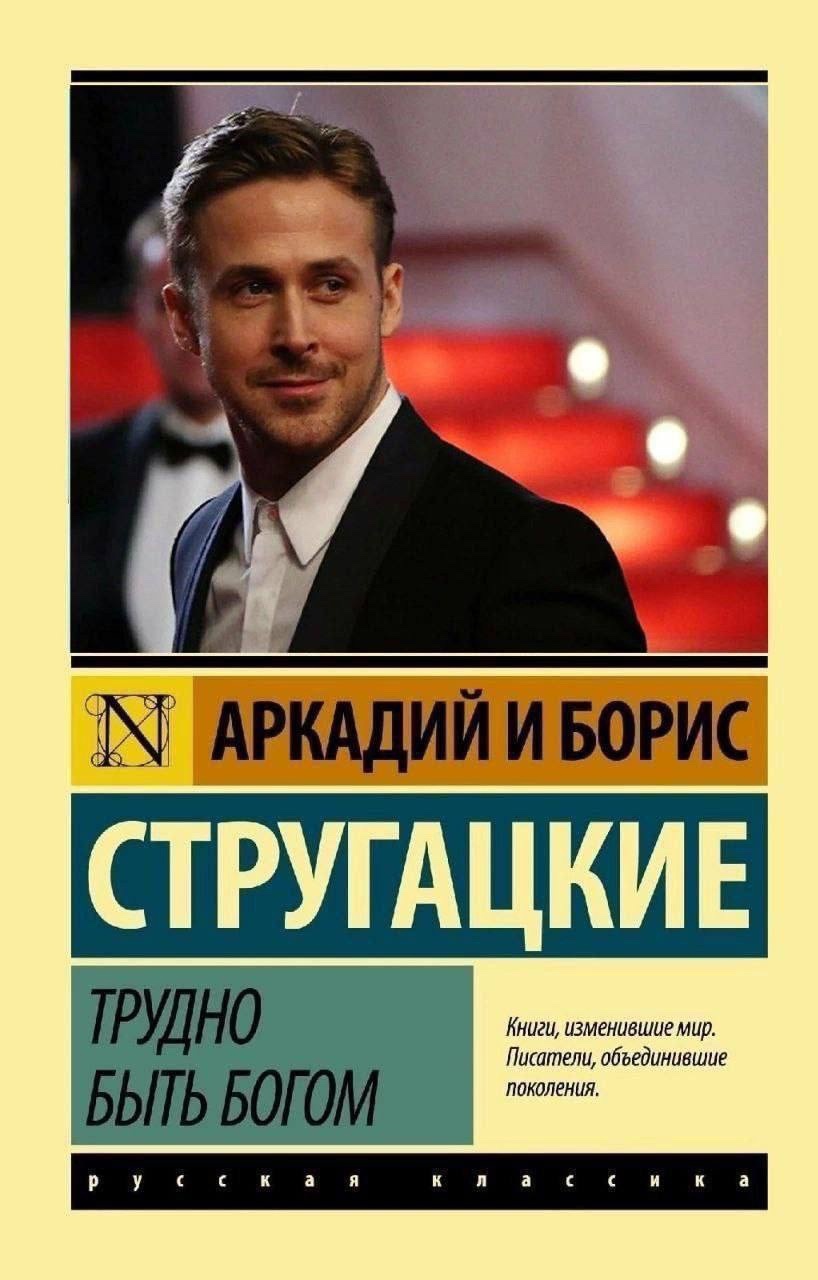 N
АРКАДИЙ И БОРИС
СТРУГАЦКИЕ
ТРУДНО
БЫТЬ БОГОМ
Книги, изменившие мир.
Писатели, объединившие
поколения.
русская классика